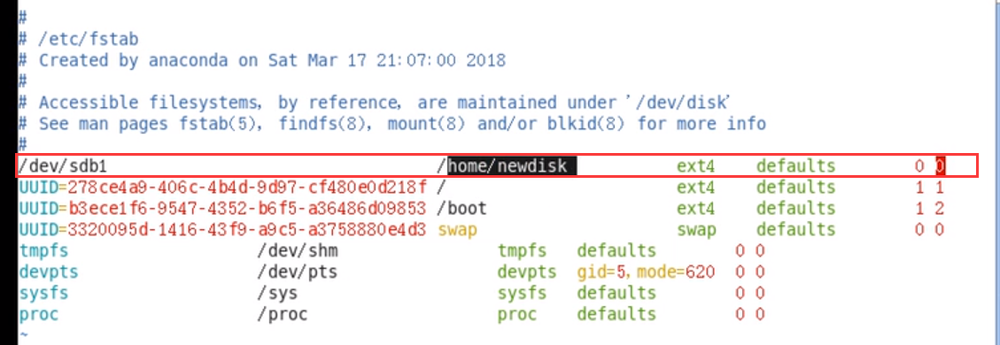 #
# /etc/fstab
# Created by anaconda on Sat Mar 17 21:07:00 2018
#
# Accessible filesystems, by reference, are maintained under '/dev/disk'
# See man pages fstab(5), findfs(8), mount(8) and/or blkid(8) for more info
#
/dev/sdb1 /home/newdisk ext4 defaults 0 0
UUID=278ce4a9-406c-4b4d-9d97-cf480e0d218f / ext4 defaults 1 1
UUID=b3ece1f6-9547-4352-b6f5-a36486d09853 /boot ext4 defaults 1 2
UUID=3320095d-1416-43f9-a9c5-a3758880e4d3 swap swap defaults 0 0
tmpfs /dev/shm tmpfs defaults 0 0
devpts /dev/pts devpts gid=5,mode=620 0 0
sysfs /sys sysfs defaults 0 0
proc /proc proc defaults 0 0
~